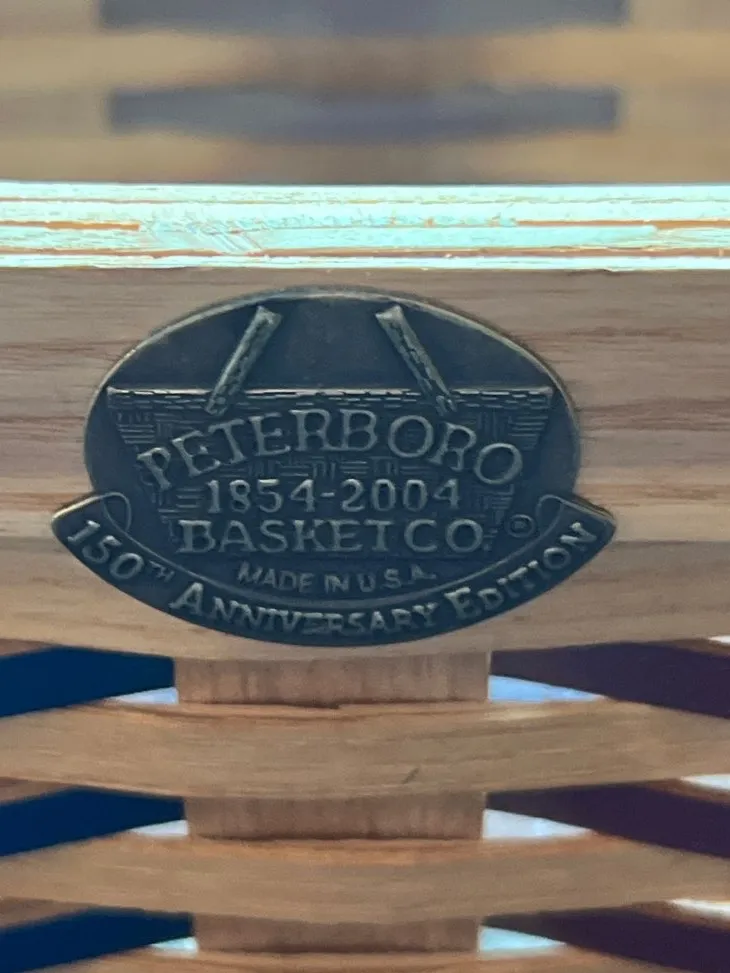 PETERBORO
1854-2004
BASKET CO. ®
MADE IN U.S.A.
150TH ANNIVERSARY EDITION